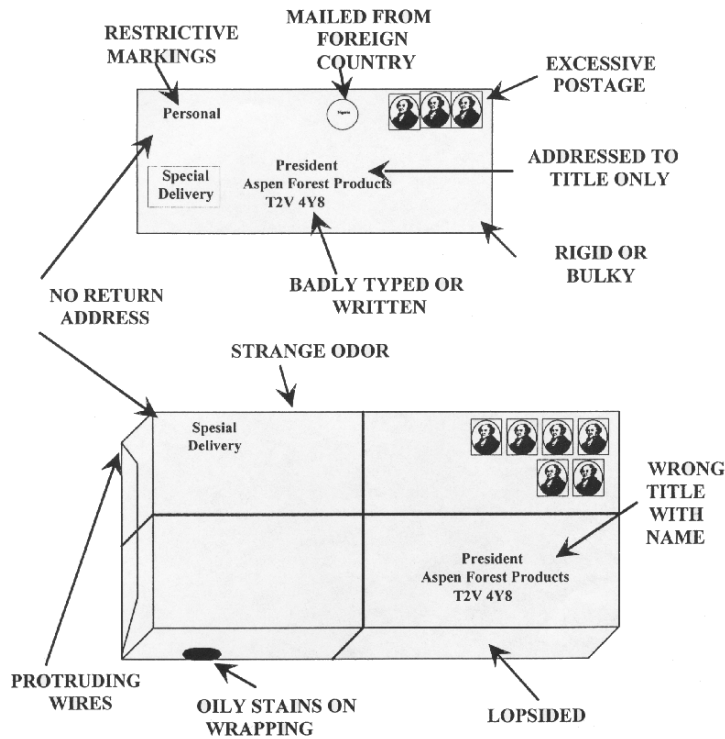 RESTRICTIVE
MARKINGS
MAILED FROM
FOREIGN
COUNTRY
EXCESSIVE
POSTAGE
Personal
Special
Delivery
President
Aspen Forest Products
T2V 4Y8
ADDRESSED TO
TITLE ONLY
RIGID OR
BULKY
BADLY TYPED OR
WRITTEN
NO RETURN
ADDRESS
STRANGE ODOR
Spesial
Delivery
WRONG
TITLE
WITH
NAME
President
Aspen Forest Products
T2V 4Y8
PROTRUDING
WIRES
OILY STAINS ON
WRAPPING
LOPSIDED